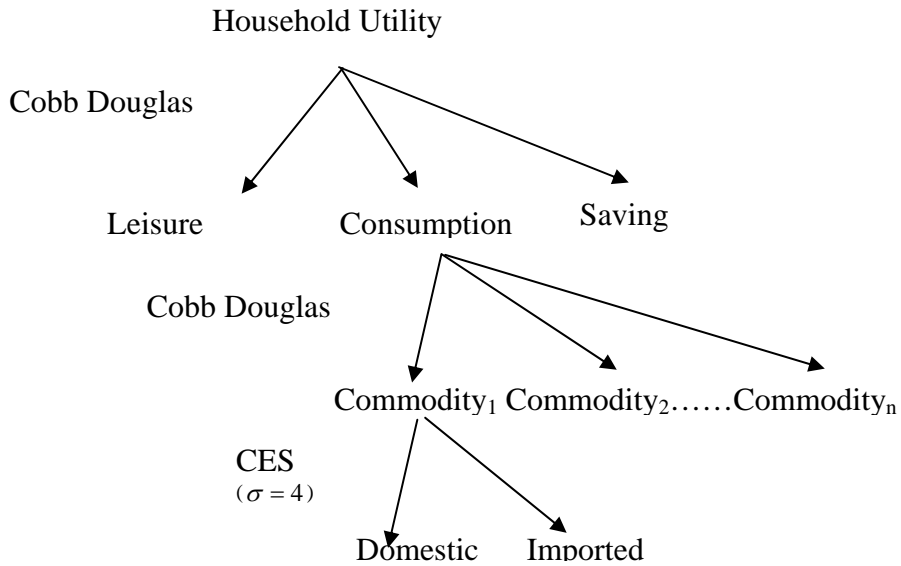 Household Utility
Cobb Douglas
Leisure Consumption Saving
Cobb Douglas
Commodity₁ Commodity₂……Commodityₙ
CES
(σ = 4)
Domestic Imported